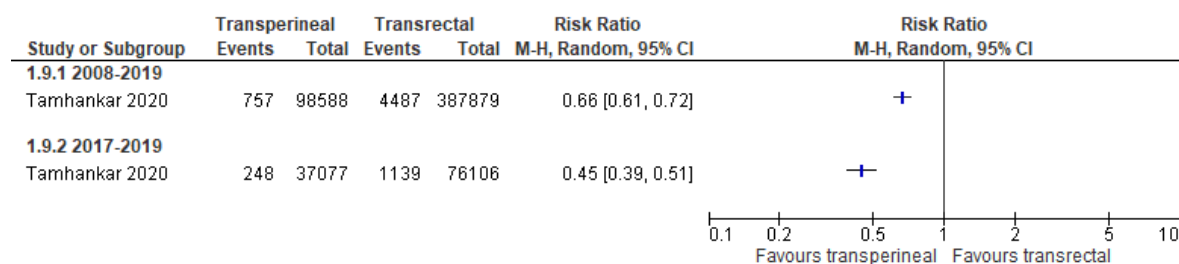 Transperineal Transrectal Risk Ratio Risk Ratio
Study or Subgroup Events Total Events Total M-H, Random, 95% CI M-H, Random, 95% CI
1.9.1 2008-2019
Tamhankar 2020 757 98588 4487 387879 0.66 [0.61, 0.72]
1.9.2 2017-2019
Tamhankar 2020 248 37077 1139 76106 0.45 [0.39, 0.51]
0.1 0.2 0.5 1 2 5 10
Favours transperineal Favours transrectal